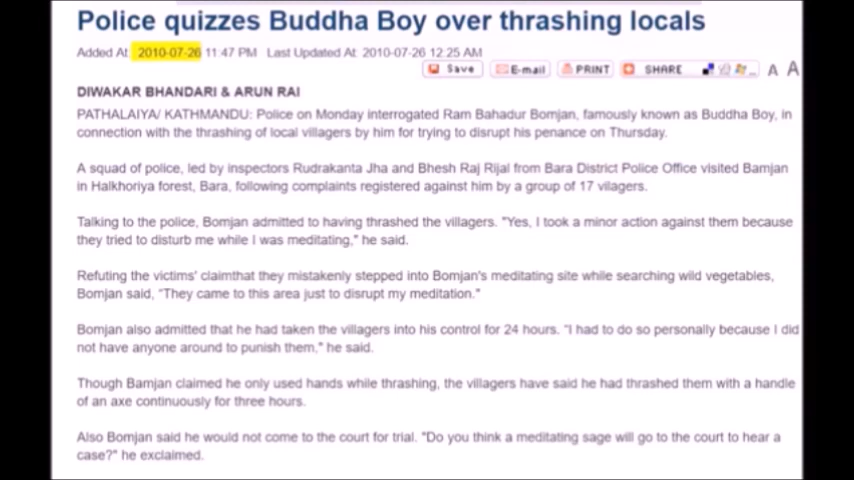 Police quizzes Buddha Boy over thrashing locals
Added At 2010-07-26 11:47 PM Last Updated At: 2010-07-26 12:25 AM
Save E-mail PRINT SHARE A A
DIWAKAR BHANDARI & ARUN RAI
PATHALAIYA/ KATHMANDU: Police on Monday interrogated Ram Bahadur Bomjan, famously known as Buddha Boy, in
connection with the thrashing of local villagers by him for trying to disrupt his penance on Thursday.
A squad of police, led by inspectors Rudrakanta Jha and Bhesh Raj Rijal from Bara District Police Office visited Bamjan
in Halkhoriya forest, Bara, following complaints registered against him by a group of 17 vilagers.
Talking to the police, Bomjan admitted to having thrashed the villagers. "Yes, I took a minor action against them because
they tried to disturb me while I was meditating," he said.
Refuting the victims' claimthat they mistakenly stepped into Bomjan's meditating site while searching wild vegetables,
Bomjan said, "They came to this area just to disrupt my meditation."
Bomjan also admitted that he had taken the villagers into his control for 24 hours. "I had to do so personally because I did
not have anyone around to punish them," he said.
Though Bamjan claimed he only used hands while thrashing, the villagers have said he had thrashed them with a handle
of an axe continuously for three hours.
Also Bomjan said he would not come to the court for trial. "Do you think a meditating sage will go to the court to hear a
case?" he exclaimed.